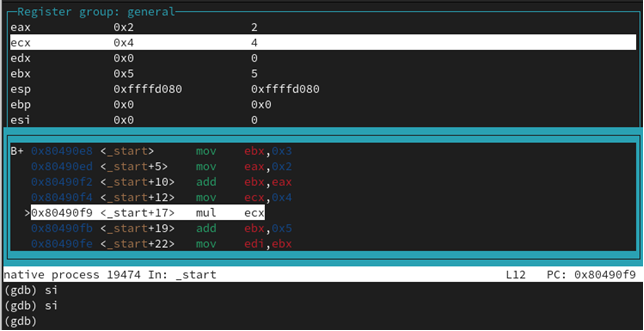 Register group: general
eax 0x2 2
ecx 0x4 4
edx 0x0 0
ebx 0x5 5
esp 0xffffd080 0xffffd080
ebp 0x0 0x0
esi 0x0 0
B+ 0x80490e8 <_start> mov ebx,0x3
0x80490ed <_start+5> mov eax,0x2
0x80490f2 <_start+10> add ebx,eax
0x80490f4 <_start+12> mov ecx,0x4
>0x80490f9 <_start+17> mul ecx
0x80490fb <_start+19> add ebx,0x5
0x80490fe <_start+22> mov edi,ebx
native process 19474 In: _start L12 PC: 0x80490f9
(gdb) si
(gdb) si
(gdb)